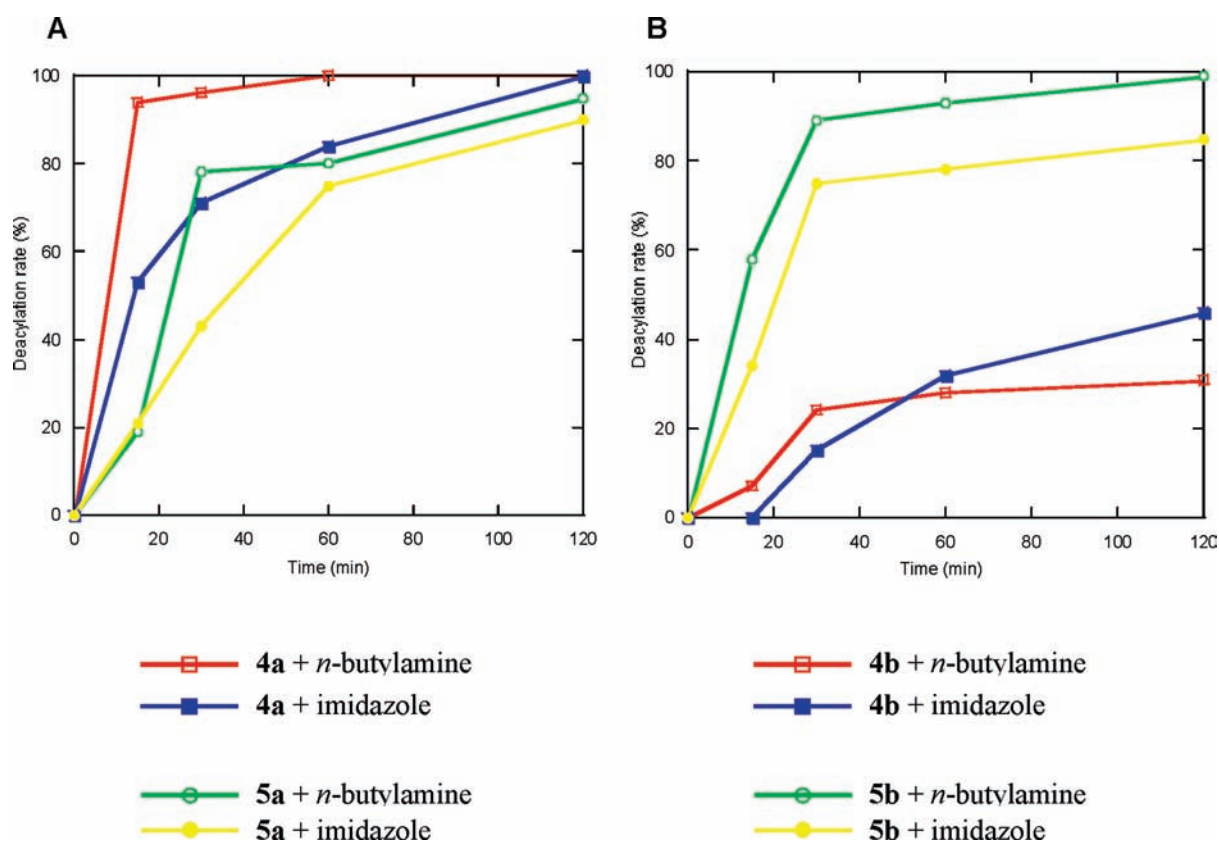 A
B
100
80
60
40
20
0
Deacylation rate (%)
0 20 40 60 80 100 120
Time (min)
100
80
60
40
20
0
Deacylation rate (%)
0 20 40 60 80 100 120
Time (min)
4a + n-butylamine
4a + imidazole
5a + n-butylamine
5a + imidazole
4b + n-butylamine
4b + imidazole
5b + n-butylamine
5b + imidazole